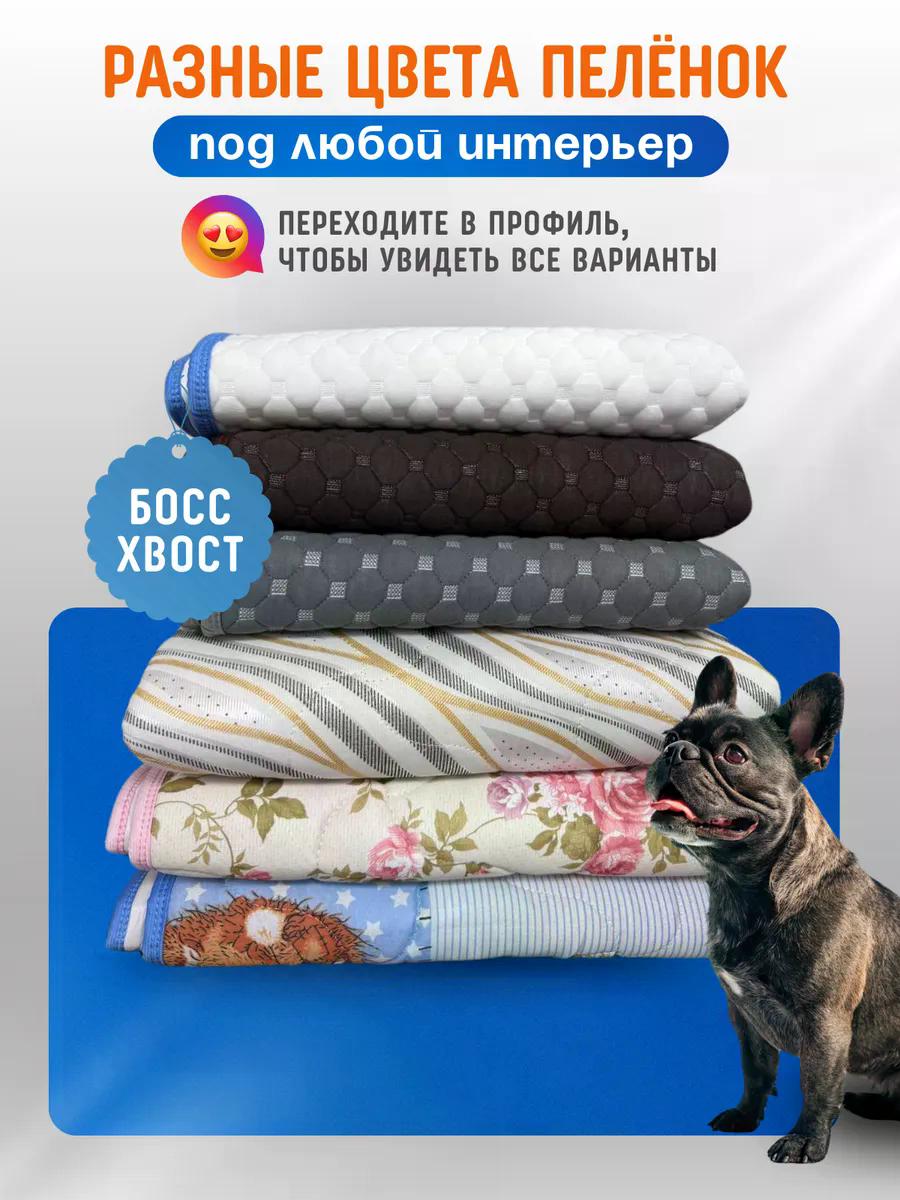 РАЗНЫЕ ЦВЕТА ПЕЛЁНОК
под любой интерьер
ПЕРЕХОДИТЕ В ПРОФИЛЬ,
ЧТОБЫ УВИДЕТЬ ВСЕ ВАРИАНТЫ
БОСС
ХВОСТ